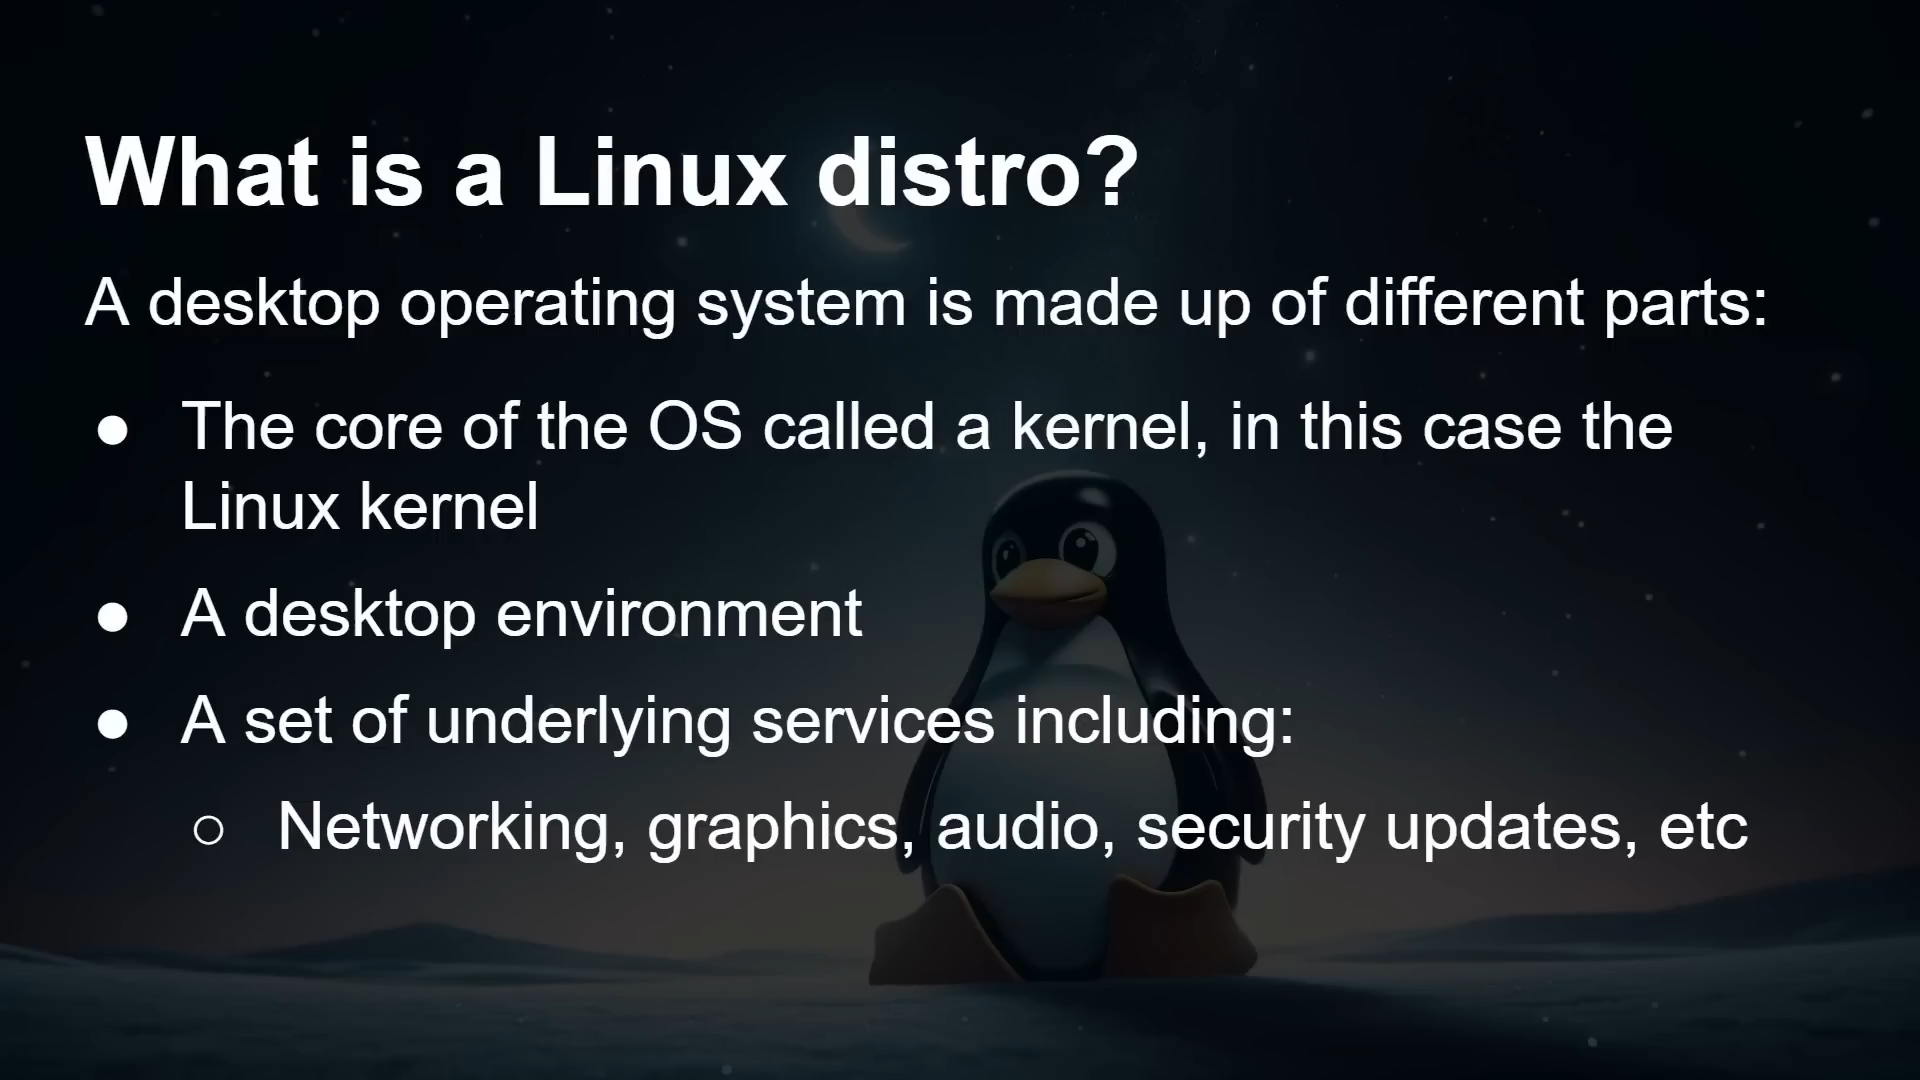 What is a Linux distro?
A desktop operating system is made up of different parts:
● The core of the OS called a kernel, in this case the
Linux kernel
● A desktop environment
● A set of underlying services including:
○ Networking, graphics, audio, security updates, etc